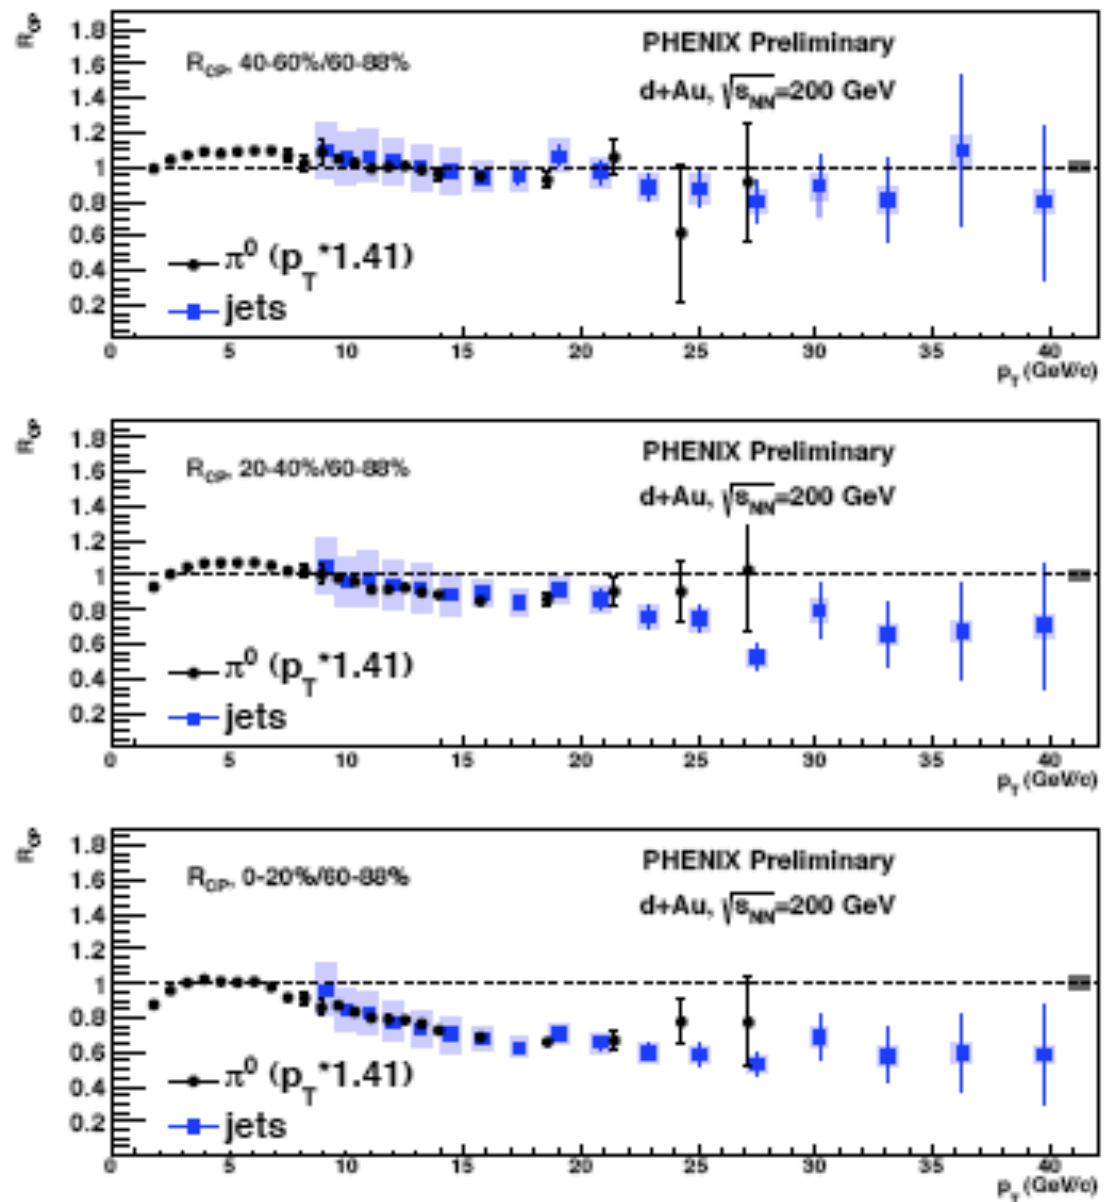 R_CP
1.8
1.6
1.4
1.2
1
0.8
0.6
0.4
0.2
R_CP, 40-60%/60-88%
PHENIX Preliminary
d+Au, √s_NN=200 GeV
π⁰ (p_T*1.41)
jets
0 5 10 15 20 25 30 35 40
p_T (GeV/c)
R_CP
1.8
1.6
1.4
1.2
1
0.8
0.6
0.4
0.2
R_CP, 20-40%/60-88%
PHENIX Preliminary
d+Au, √s_NN=200 GeV
π⁰ (p_T*1.41)
jets
0 5 10 15 20 25 30 35 40
p_T (GeV/c)
R_CP
1.8
1.6
1.4
1.2
1
0.8
0.6
0.4
0.2
R_CP, 0-20%/60-88%
PHENIX Preliminary
d+Au, √s_NN=200 GeV
π⁰ (p_T*1.41)
jets
0 5 10 15 20 25 30 35 40
p_T (GeV/c)